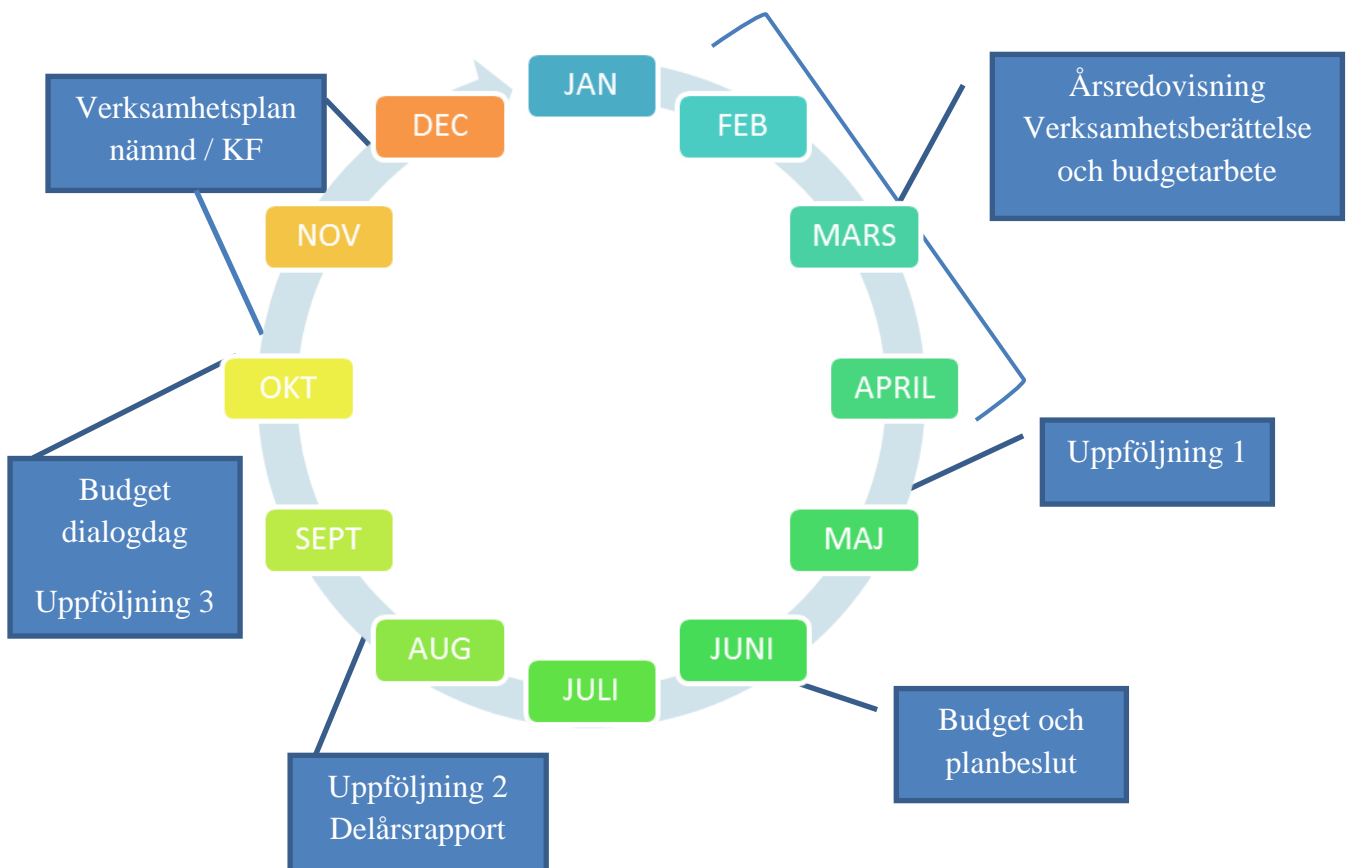 JAN
FEB
MARS
APRIL
MAJ
JUNI
JULI
AUG
SEPT
OKT
NOV
DEC
Årsredovisning
Verksamhetsberättelse
och budgetarbete
Uppföljning 1
Budget och
planbeslut
Uppföljning 2
Delårsrapport
Budget
dialogdag
Uppföljning 3
Verksamhetsplan
nämnd / KF